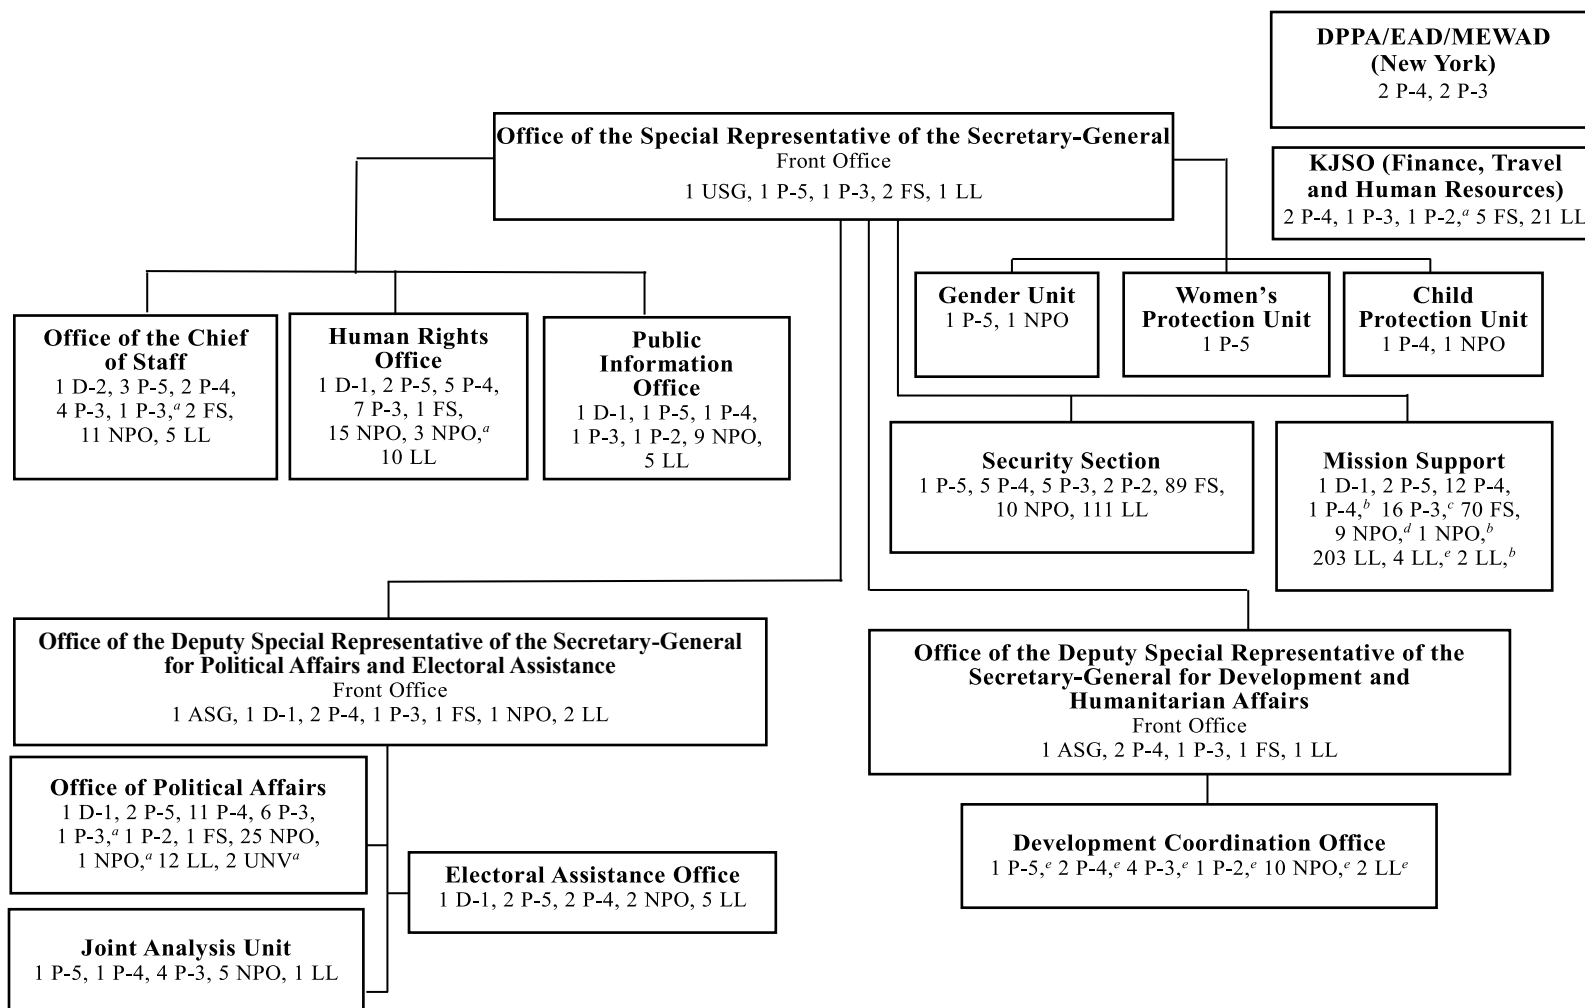 DPPA/EAD/MEWAD
(New York)
2 P-4, 2 P-3
Office of the Special Representative of the Secretary-General
Front Office
1 USG, 1 P-5, 1 P-3, 2 FS, 1 LL
KJSO (Finance, Travel
and Human Resources)
2 P-4, 1 P-3, 1 P-2,ᵃ 5 FS, 21 LL
Office of the Chief
of Staff
1 D-2, 3 P-5, 2 P-4,
4 P-3, 1 P-3,ᵃ 2 FS,
11 NPO, 5 LL
Human Rights
Office
1 D-1, 2 P-5, 5 P-4,
7 P-3, 1 FS,
15 NPO, 3 NPO,ᵃ
10 LL
Public
Information
Office
1 D-1, 1 P-5, 1 P-4,
1 P-3, 1 P-2, 9 NPO,
5 LL
Gender Unit
1 P-5, 1 NPO
Women’s
Protection Unit
1 P-5
Child
Protection Unit
1 P-4, 1 NPO
Security Section
1 P-5, 5 P-4, 5 P-3, 2 P-2, 89 FS,
10 NPO, 111 LL
Mission Support
1 D-1, 2 P-5, 12 P-4,
1 P-4,ᵇ 16 P-3,ᶜ 70 FS,
9 NPO,ᵈ 1 NPO,ᵇ
203 LL, 4 LL,ᵉ 2 LL,ᵇ
Office of the Deputy Special Representative of the Secretary-General
for Political Affairs and Electoral Assistance
Front Office
1 ASG, 1 D-1, 2 P-4, 1 P-3, 1 FS, 1 NPO, 2 LL
Office of the Deputy Special Representative of the
Secretary-General for Development and
Humanitarian Affairs
Front Office
1 ASG, 2 P-4, 1 P-3, 1 FS, 1 LL
Office of Political Affairs
1 D-1, 2 P-5, 11 P-4, 6 P-3,
1 P-3,ᵃ 1 P-2, 1 FS, 25 NPO,
1 NPO,ᵃ 12 LL, 2 UNVᵃ
Electoral Assistance Office
1 D-1, 2 P-5, 2 P-4, 2 NPO, 5 LL
Development Coordination Office
1 P-5,ᵉ 2 P-4,ᵉ 4 P-3,ᵉ 1 P-2,ᵉ 10 NPO,ᵉ 2 LLᵉ
Joint Analysis Unit
1 P-5, 1 P-4, 4 P-3, 5 NPO, 1 LL